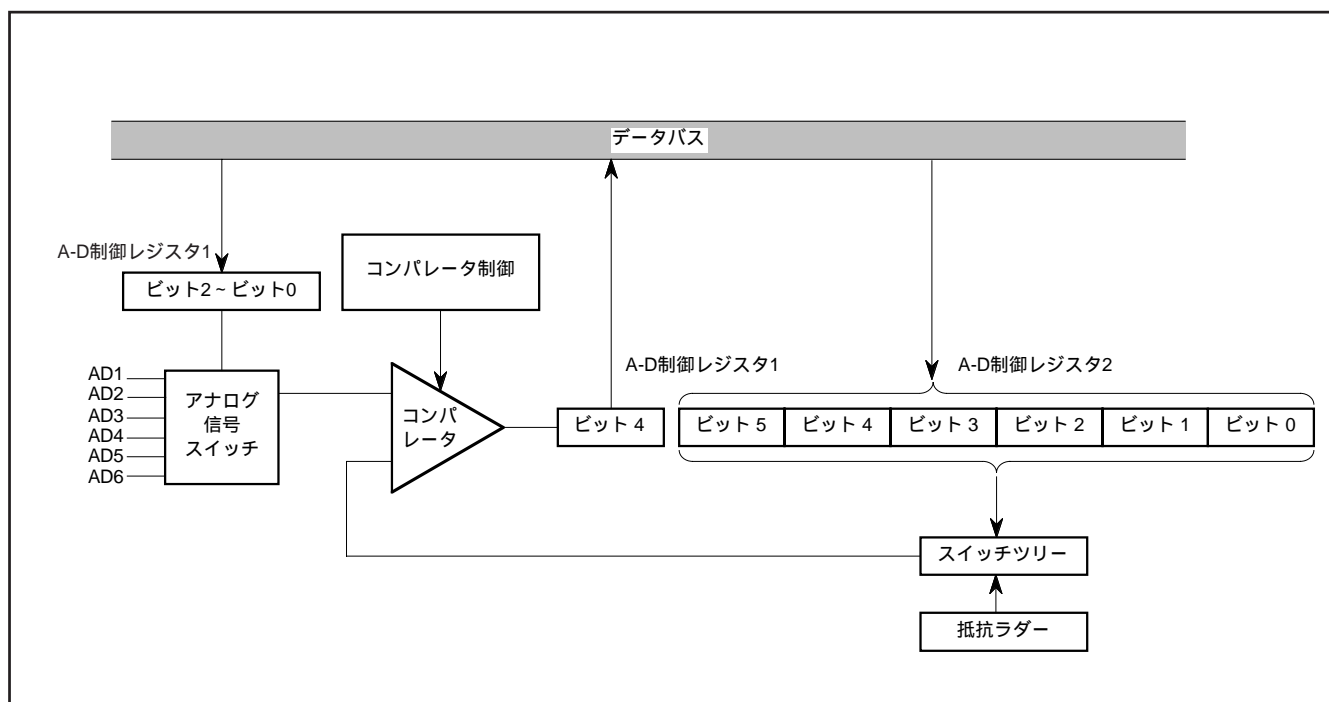 データバス
A-D制御レジスタ1
ビット2~ビット0
コンパレータ制御
AD1
AD2
AD3
AD4
AD5
AD6
アナログ
信号
スイッチ
コンパ
レータ
A-D制御レジスタ1
ビット 4
A-D制御レジスタ2
ビット 5
ビット 4
ビット 3
ビット 2
ビット 1
ビット 0
スイッチツリー
抵抗ラダー